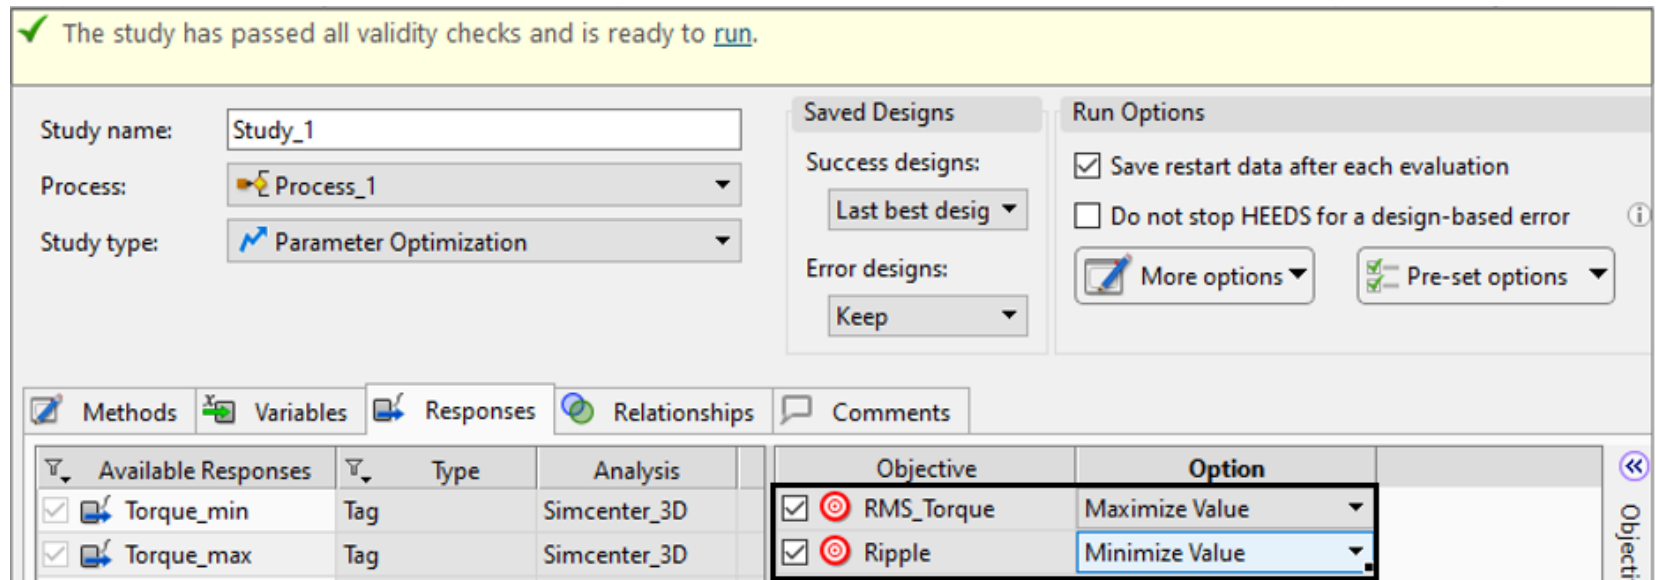 The study has passed all validity checks and is ready to run.
Study name: Study_1
Process: Process_1
Study type: Parameter Optimization
Saved Designs
Success designs:
Last best desig
Error designs:
Keep
Run Options
Save restart data after each evaluation
Do not stop HEEDS for a design-based error
More options
Pre-set options
Methods Variables Responses Relationships Comments
Available Responses Type Analysis Objective Option
Torque_min Tag Simcenter_3D RMS_Torque Maximize Value
Torque_max Tag Simcenter_3D Ripple Minimize Value
Objecti